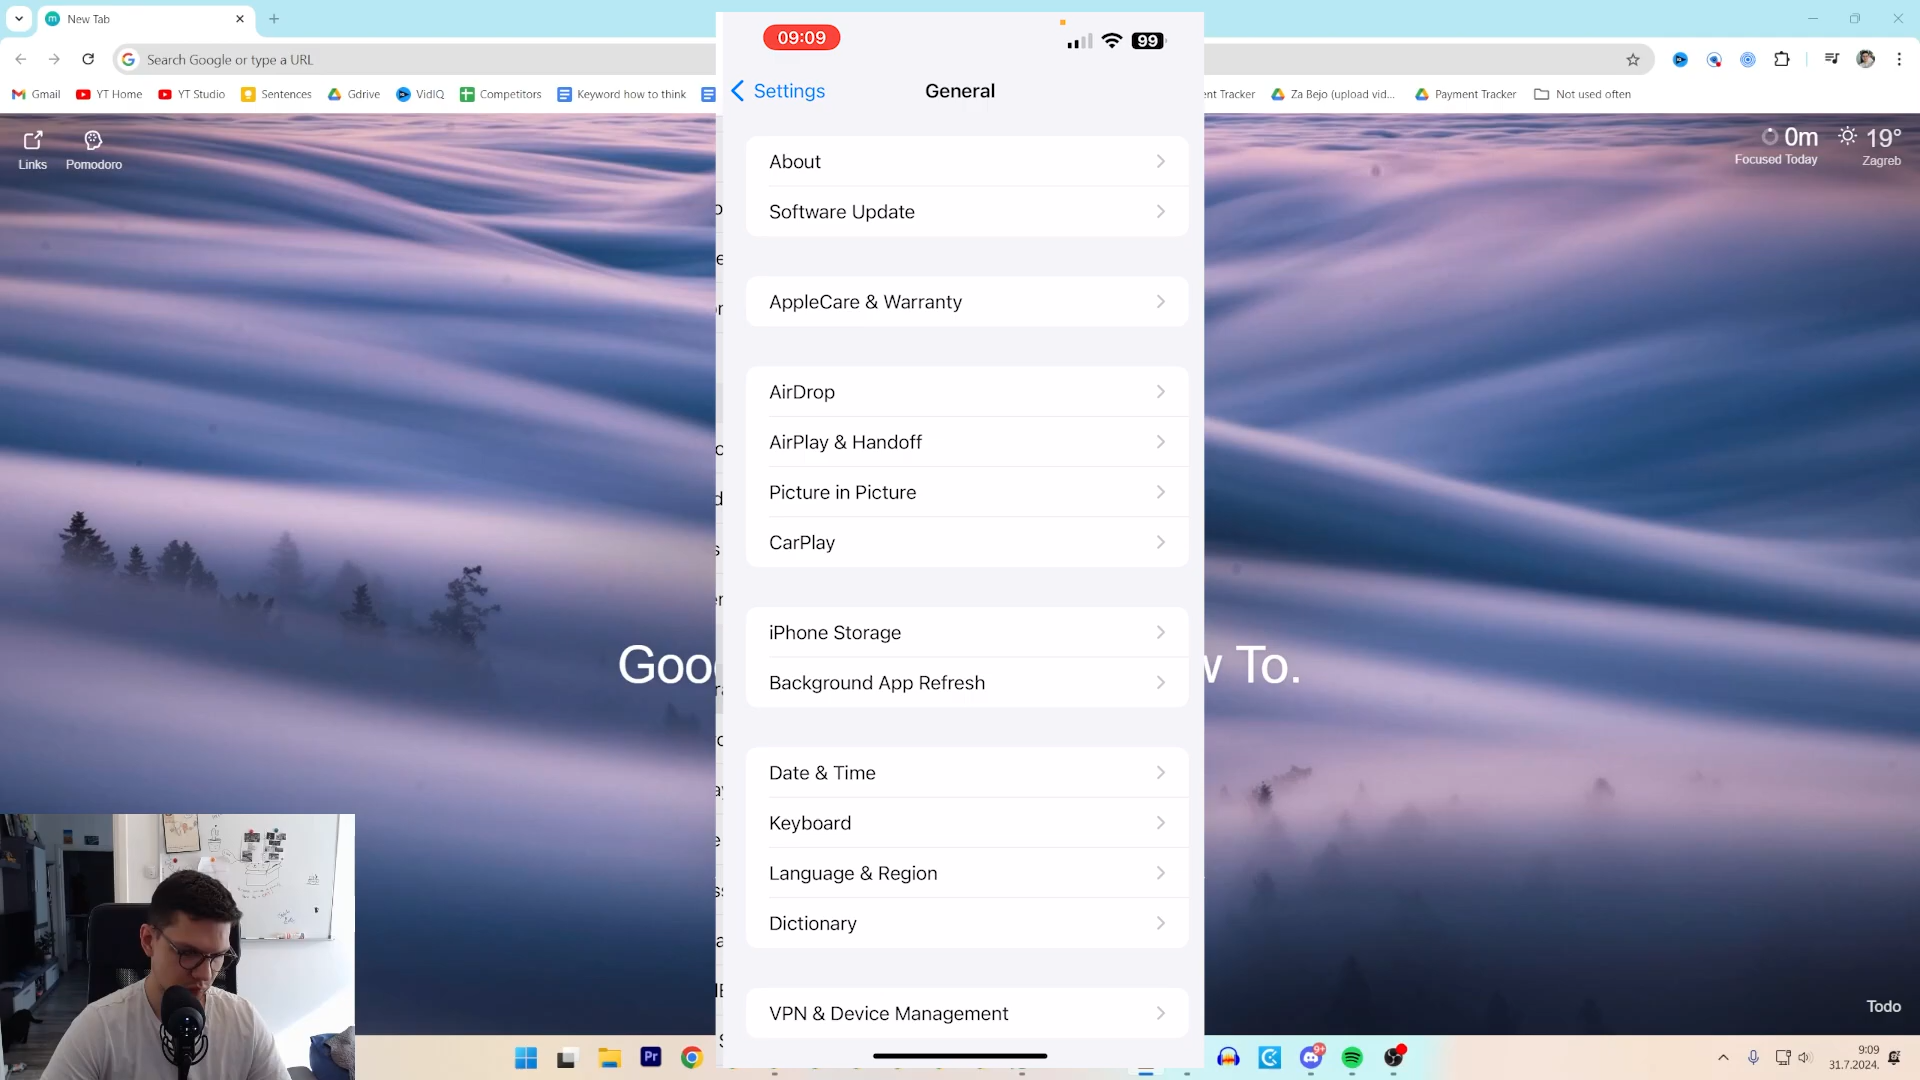 New Tab
Search Google or type a URL
Gmail YT Home YT Studio Sentences Gdrive VidIQ Competitors Keyword how to think
nt Tracker Za Bejo (upload vid... Payment Tracker Not used often
Links Pomodoro
0m 19°
Focused Today Zagreb
09:09 99
Settings General
About
Software Update
AppleCare & Warranty
AirDrop
AirPlay & Handoff
Picture in Picture
CarPlay
iPhone Storage
Goo w To.
Background App Refresh
Date & Time
Keyboard
Language & Region
Dictionary
VPN & Device Management
Todo
Pr
9+
9:09
31.7.2024.